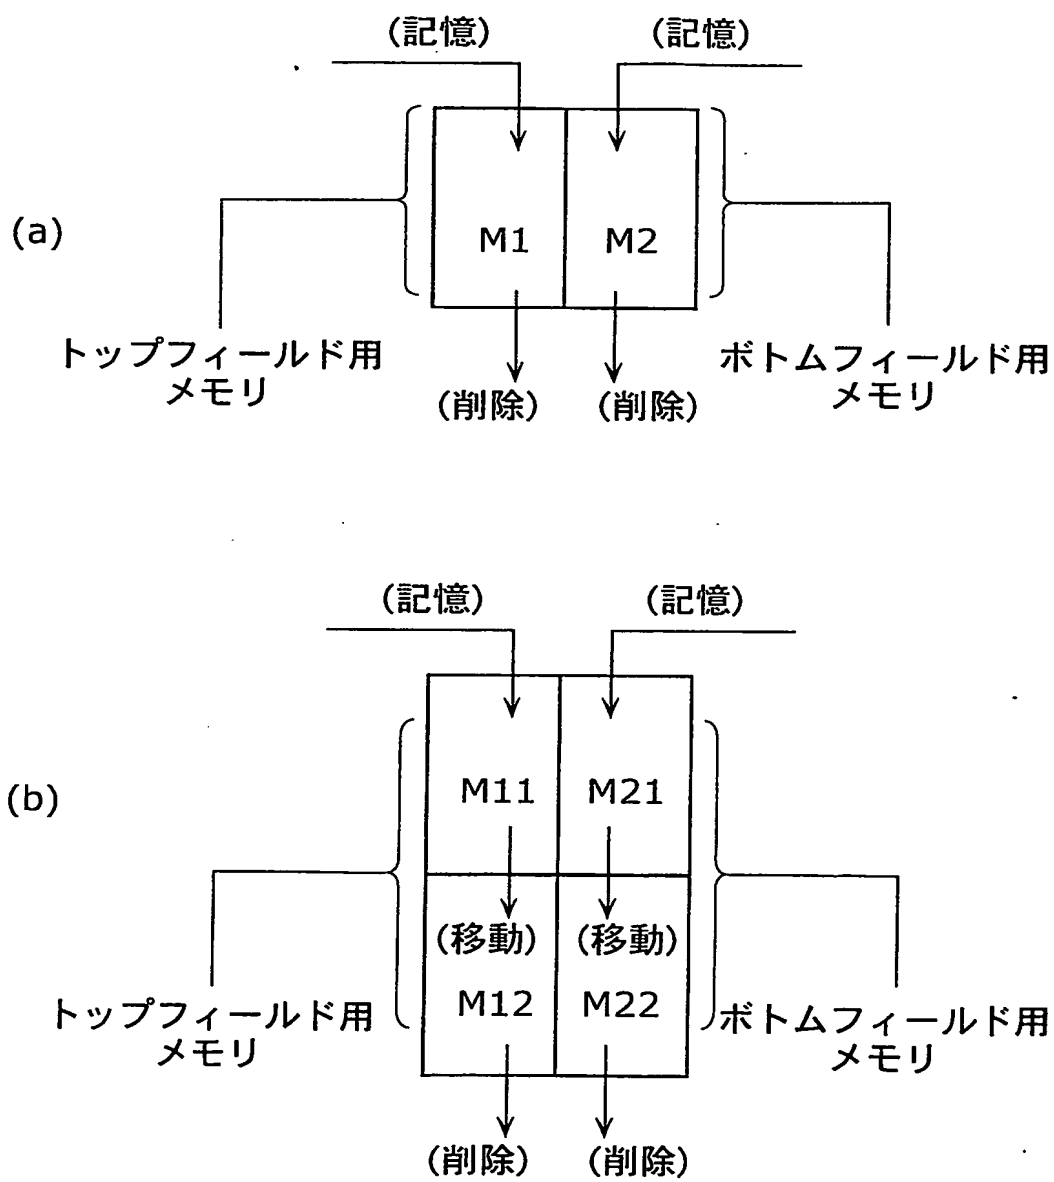 (記憶)
(記憶)
(a)
M1
M2
トップフィールド用
メモリ
ボトムフィールド用
メモリ
(削除)
(削除)
(記憶)
(記憶)
(b)
M11
M21
(移動)
(移動)
M12
M22
トップフィールド用
メモリ
ボトムフィールド用
メモリ
(削除)
(削除)